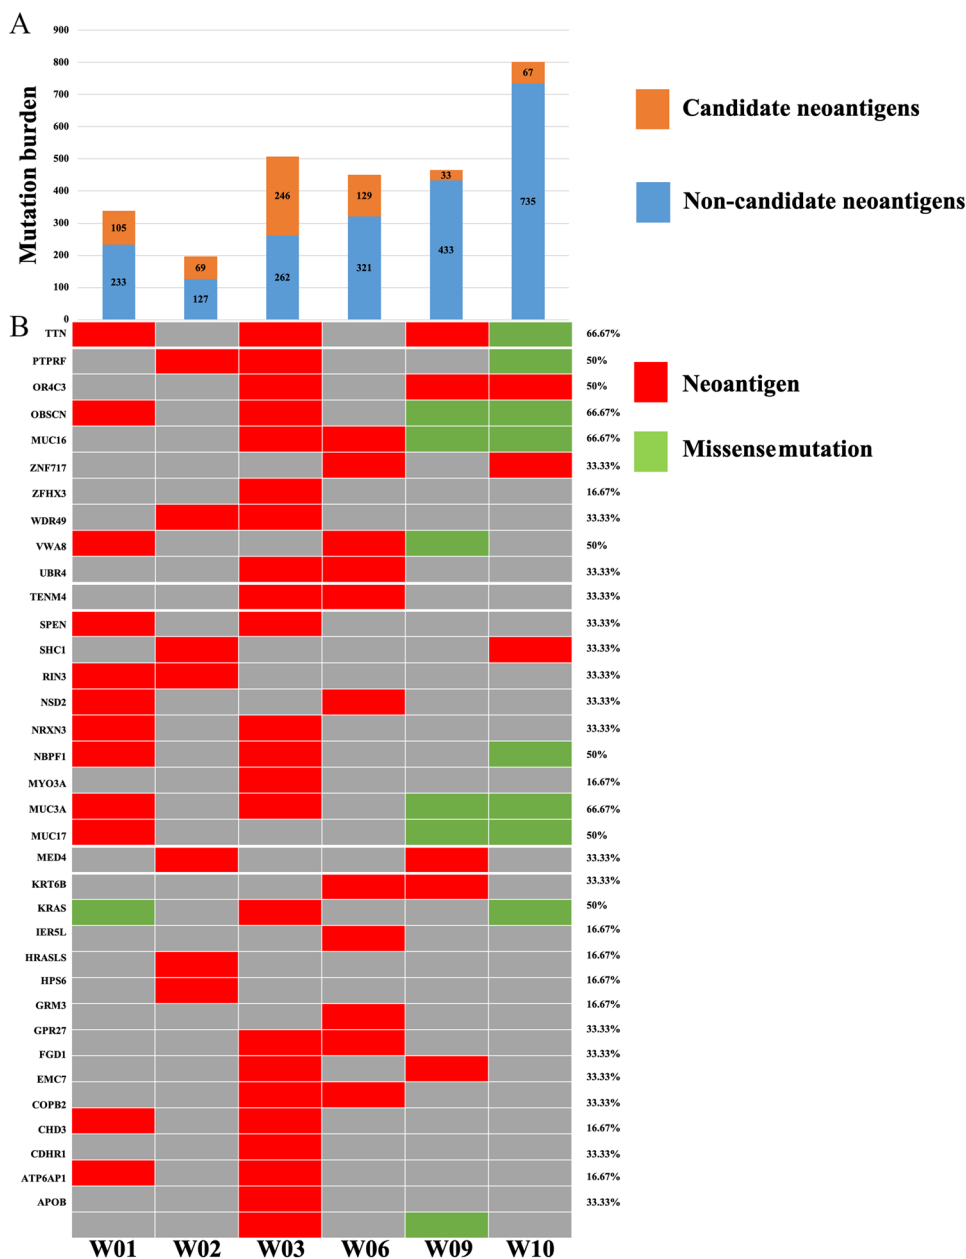 A
900
800
700
600
500
400
300
200
100
0
Mutation burden
105
233
69
127
246
262
129
321
33
433
67
735
Candidate neoantigens
Non-candidate neoantigens
B
TTN 66.67%
PTPRF 50%
OR4C3 50%
OBSCN 66.67%
MUC16 66.67%
ZNF717 33.33%
ZFHX3 16.67%
WDR49 33.33%
VWA8 50%
UBR4 33.33%
TENM4 33.33%
SPEN 33.33%
SHC1 33.33%
RIN3 33.33%
NSD2 33.33%
NRXN3 33.33%
NBPF1 50%
MYO3A 16.67%
MUC3A 66.67%
MUC17 50%
MED4 33.33%
KRT6B 33.33%
KRAS 50%
IER5L 16.67%
HRASLS 16.67%
HPS6 16.67%
GRM3 16.67%
GPR27 33.33%
FGD1 33.33%
EMC7 33.33%
COPB2 33.33%
CHD3 16.67%
CDHR1 33.33%
ATP6AP1 16.67%
APOB 33.33%
Neoantigen
Missense mutation
W01 W02 W03 W06 W09 W10